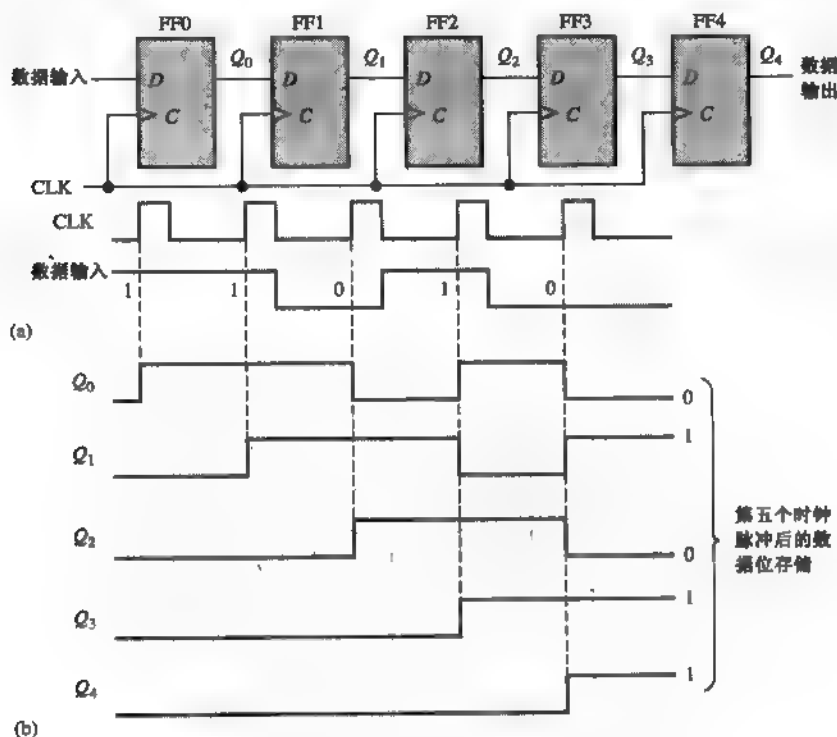 FF0 FF1 FF2 FF3 FF4
数据输入 D Q0 D Q1 D Q2 D Q3 D Q4 数据
输出
C C C C C
CLK
CLK
数据输入
1 1 0 1 0
(a)
Q0 0
Q1 1
Q2 0
第五个时钟
脉冲后的数
据位存储
Q3 1
Q4 1
(b)